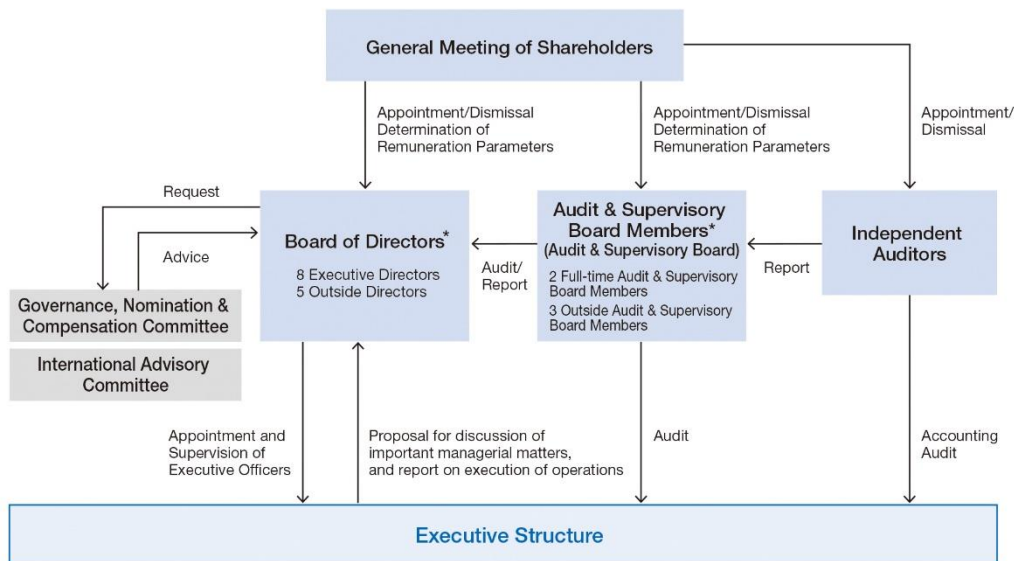 General Meeting of Shareholders
Appointment/Dismissal
Determination of
Remuneration Parameters
Appointment/Dismissal
Determination of
Remuneration Parameters
Appointment/
Dismissal
Request
Advice
Board of Directors*
8 Executive Directors
5 Outside Directors
Audit/
Report
Audit & Supervisory
Board Members*
(Audit & Supervisory Board)
2 Full-time Audit & Supervisory
Board Members
3 Outside Audit & Supervisory
Board Members
Report
Independent
Auditors
Governance, Nomination &
Compensation Committee
International Advisory
Committee
Appointment and
Supervision of
Executive Officers
Proposal for discussion of
important managerial matters,
and report on execution of operations
Audit
Accounting
Audit
Executive Structure